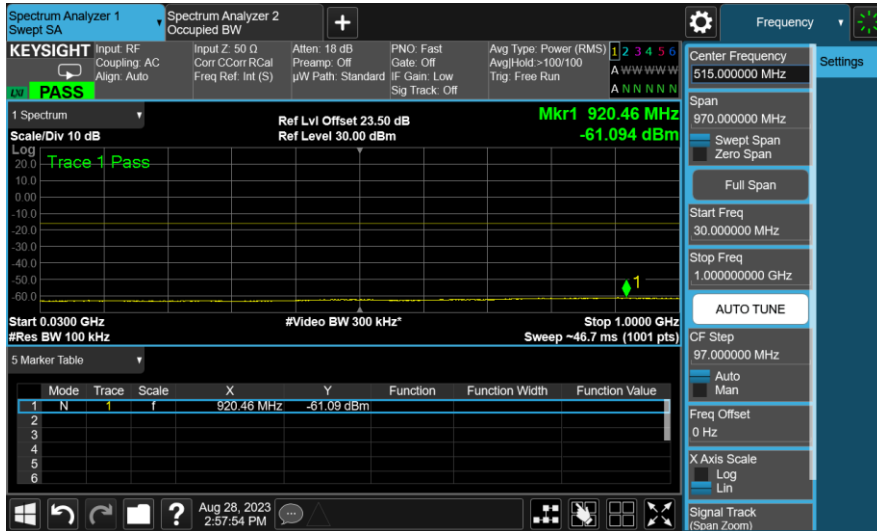 Spectrum Analyzer 1
Swept SA
Spectrum Analyzer 2
Occupied BW
Frequency
KEYSIGHT
Input: RF
Coupling: AC
Align: Auto
Input Z: 50 Ω
Corr CCorr RCal
Freq Ref: Int (S)
Atten: 18 dB
Preamp: Off
µW Path: Standard
PNO: Fast
Gate: Off
IF Gain: Low
Sig Track: Off
Avg Type: Power (RMS)
Avg|Hold:>100/100
Trig: Free Run
1 2 3 4 5 6
A W W W W W
A N N N N N
LXI PASS
1 Spectrum
Scale/Div 10 dB
Ref Lvl Offset 23.50 dB
Ref Level 30.00 dBm
Mkr1 920.46 MHz
-61.094 dBm
Log
Trace 1 Pass
20.0
10.0
0.00
-10.0
-20.0
-30.0
-40.0
-50.0
-60.0
1
Start 0.0300 GHz
#Res BW 100 kHz
#Video BW 300 kHz*
Stop 1.0000 GHz
Sweep ~46.7 ms (1001 pts)
5 Marker Table
Mode Trace Scale X Y Function Function Width Function Value
1 N 1 f 920.46 MHz -61.09 dBm
2
3
4
5
6
Aug 28, 2023
2:57:54 PM
Center Frequency
515.000000 MHz
Settings
Span
970.000000 MHz
Swept Span
Zero Span
Full Span
Start Freq
30.000000 MHz
Stop Freq
1.000000000 GHz
AUTO TUNE
CF Step
97.000000 MHz
Auto
Man
Freq Offset
0 Hz
X Axis Scale
Log
Lin
Signal Track
(Span Zoom)